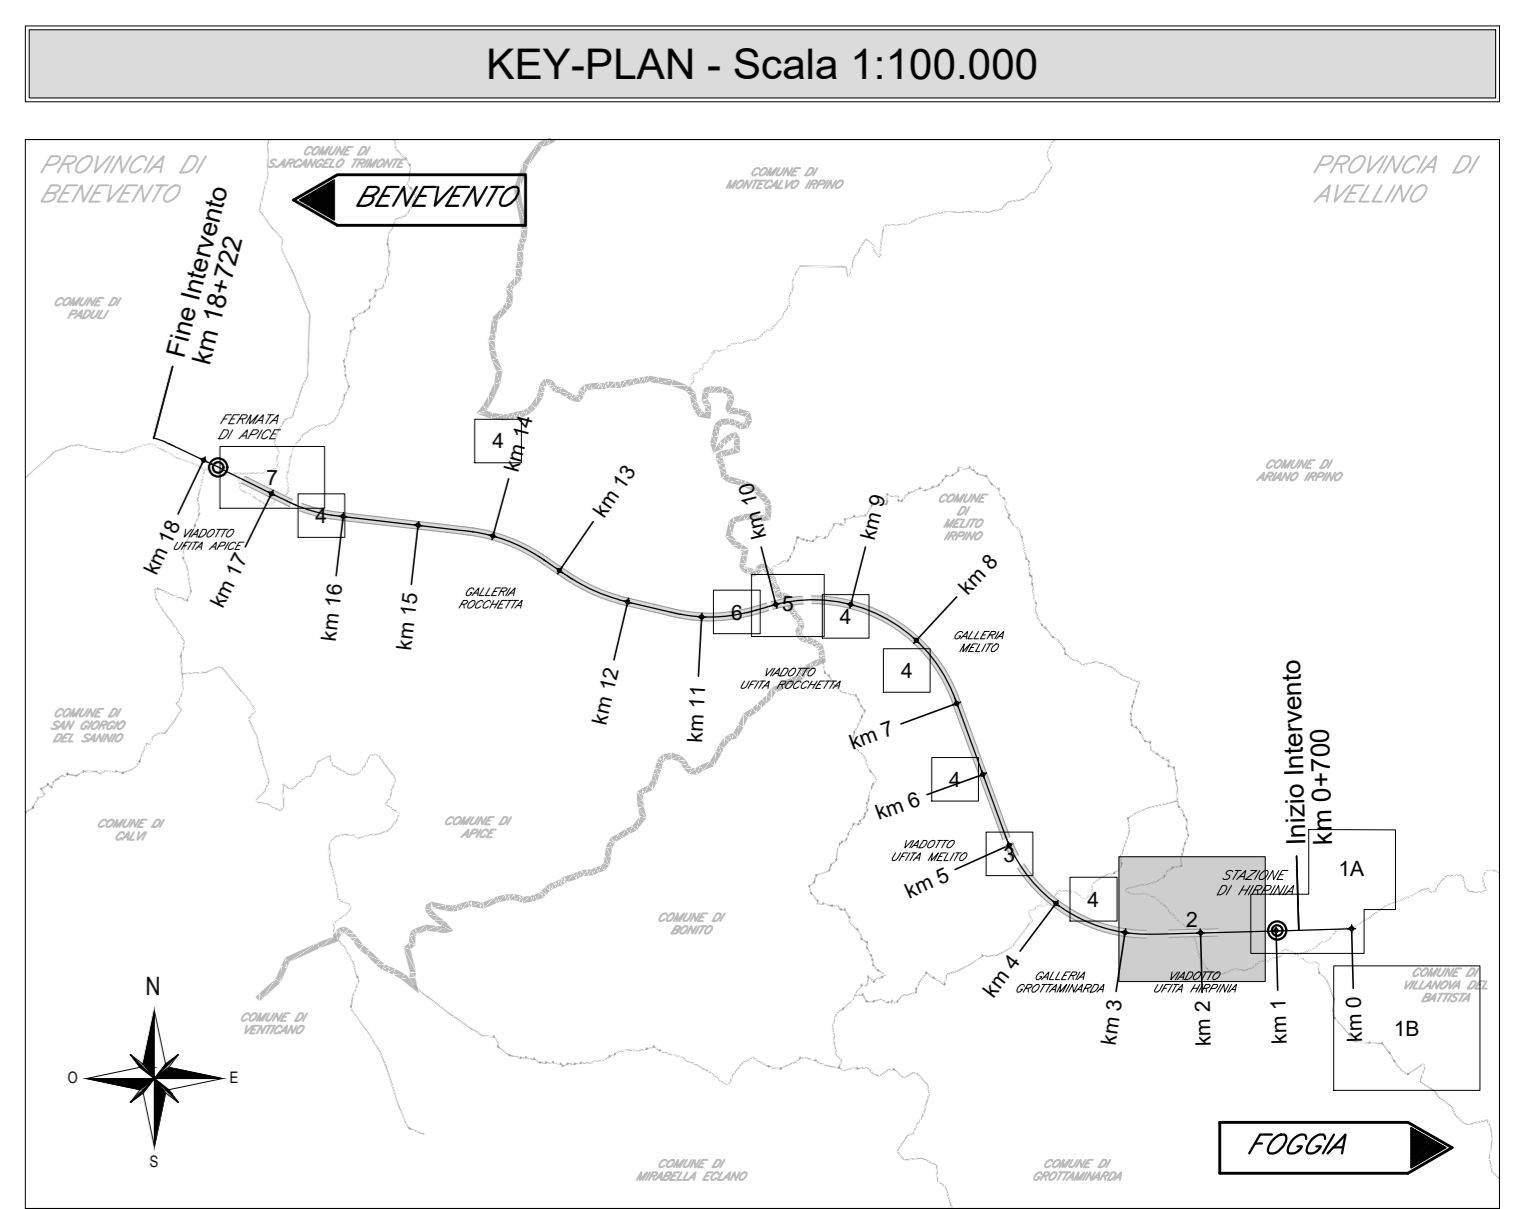 KEY-PLAN - Scala 1:100.000
PROVINCIA DI
BENEVENTO
COMUNE DI
S.ARCANGELO TRIMONTE
BENEVENTO
COMUNE DI
MONTECALVO IRPINO
PROVINCIA DI
AVELLINO
Fine Intervento
km 18+722
COMUNE DI
PADULI
FERMATA
DI APICE
7
4
4
km 14
km 13
km 10
km 9
COMUNE
DI
MELITO
IRPINO
COMUNE DI
ARIANO IRPINO
km 18
VIADOTTO
UFITA APICE
km 17
km 16
km 15
GALLERIA
ROCCHETTA
6
5
4
km 8
GALLERIA
MELITO
4
VIADOTTO
UFITA ROCCHETTA
km 12
km 11
km 7
COMUNE DI
SAN GIORGIO
DEL SANNIO
4
km 6
Inizio Intervento
km 0+700
COMUNE DI
CALVI
COMUNE DI
APICE
VIADOTTO
UFITA MELITO
3
km 5
STAZIONE
DI HIRPINIA
1A
4
2
COMUNE DI
BONITO
km 4
GALLERIA
GROTTAMINARDA
VIADOTTO
UFITA HIRPINIA
km 3
km 2
km 1
km 0
COMUNE DI
VILLANOVA DEL
BATTISTA
1B
COMUNE DI
VENTICANO
N
O
E
S
FOGGIA
COMUNE DI
MIRABELLA ECLANO
COMUNE DI
GROTTAMINARDA